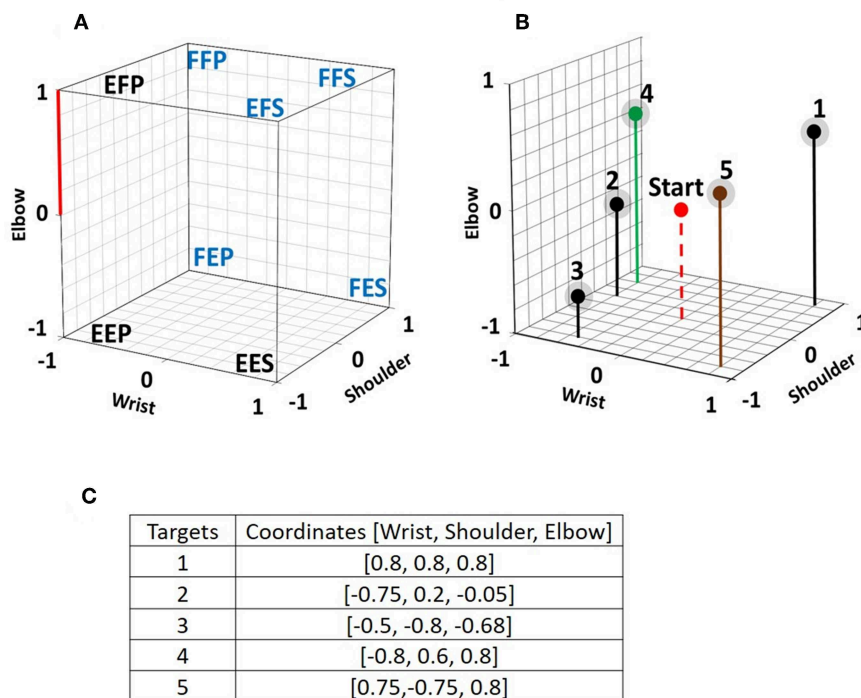 A
FFP
FFS
EFP
EFS
1
Elbow
0
FEP
FES
-1
EEP
EES
-1
0
1
Wrist
-1
0
1
Shoulder
B
1
4
1
2
Start
5
Elbow
0
3
-1
-1
0
1
Wrist
-1
0
1
Shoulder
C
Targets Coordinates [Wrist, Shoulder, Elbow]
1 [0.8, 0.8, 0.8]
2 [-0.75, 0.2, -0.05]
3 [-0.5, -0.8, -0.68]
4 [-0.8, 0.6, 0.8]
5 [0.75,-0.75, 0.8]